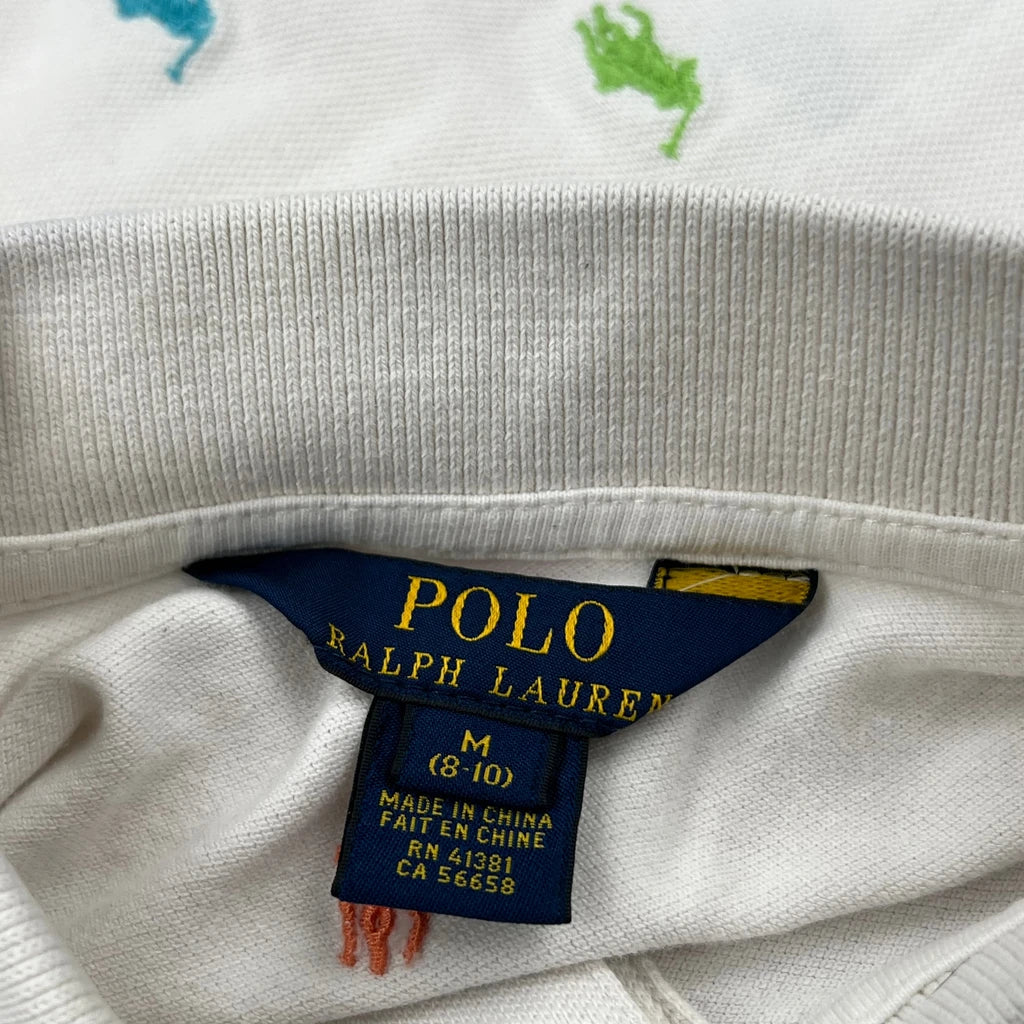 POLO
RALPH LAUREN
M
(8-10)
MADE IN CHINA
FAIT EN CHINE
RN 41381
CA 56658